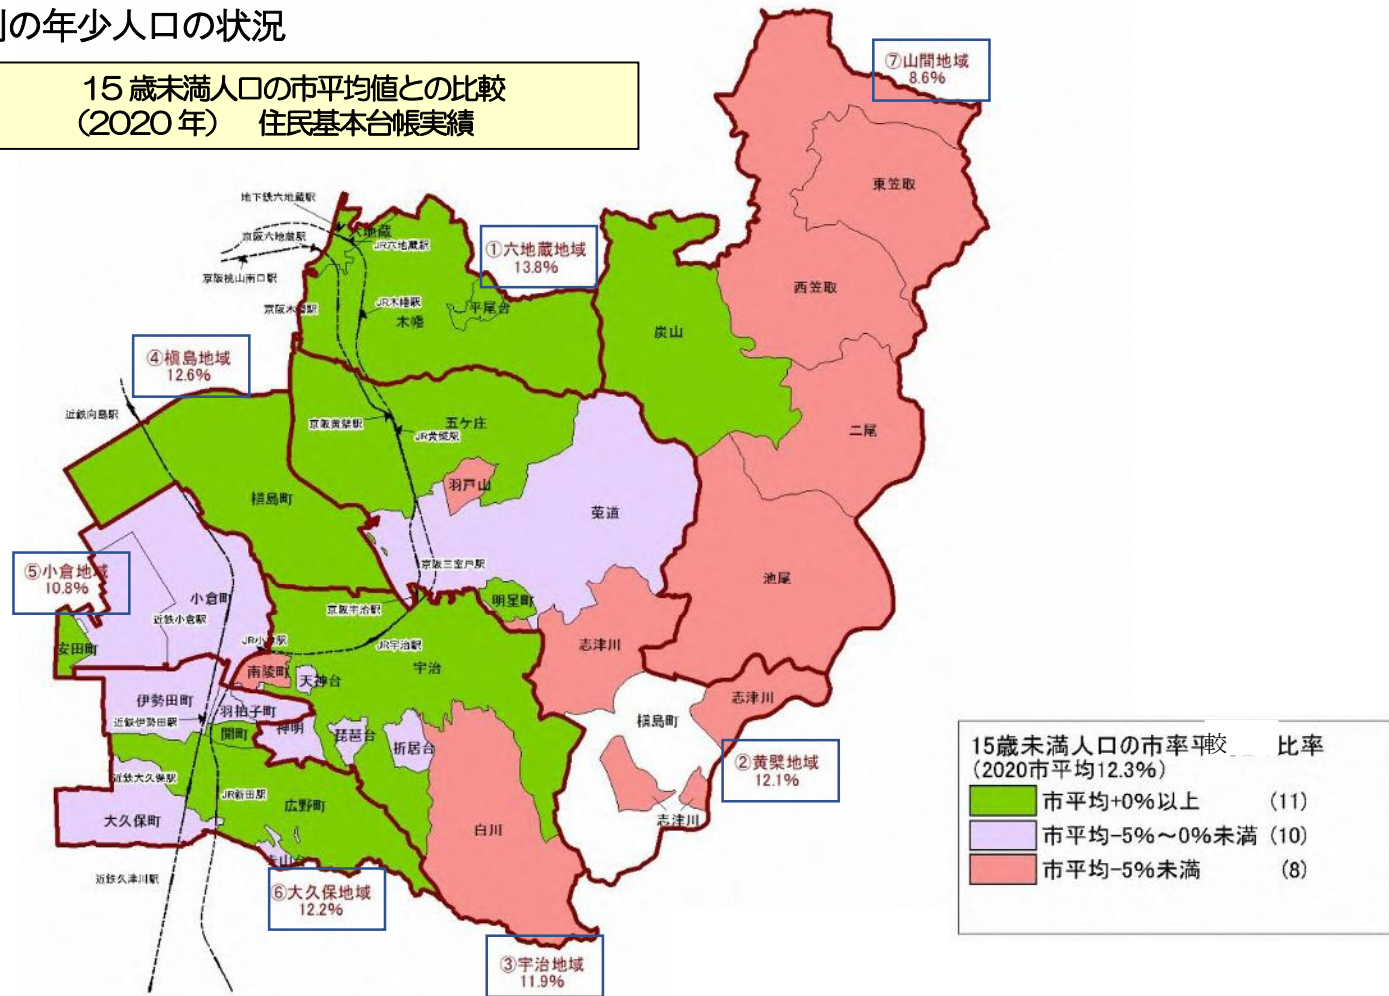 の年少人口の状況
15歳未満人口の市平均値との比較
(2020年) 住民基本台帳実績
⑦山間地域
8.6%
東笠取
地下鉄六地蔵駅
六地蔵
京阪六地蔵駅
JR六地蔵駅
①六地蔵地域
13.8%
京阪桃山南口駅
西笠取
京阪木幡駅
JR木幡駅
平尾台
木幡
炭山
④槇島地域
12.6%
近鉄向島駅
京阪黄檗駅
五ケ庄
JR黄檗駅
二尾
羽戸山
槇島町
莵道
⑤小倉地域
10.8%
京阪三室戸駅
池尾
小倉町
明星町
京阪宇治駅
近鉄小倉駅
JR小倉駅
JR宇治駅
志津川
安田町
宇治
南陵町
天神台
伊勢田町
羽拍子町
志津川
近鉄伊勢田駅
開町
神明
琵琶台
折居台
槇島町
②黄檗地域
12.1%
近鉄大久保駅
JR新田駅
広野町
大久保町
白川
志津川
近鉄久津川駅
⑥大久保地域
12.2%
③宇治地域
11.9%
15歳未満人口の市率平較 比率
(2020市平均12.3%)
市平均+0%以上 (11)
市平均-5%～0%未満 (10)
市平均-5%未満 (8)